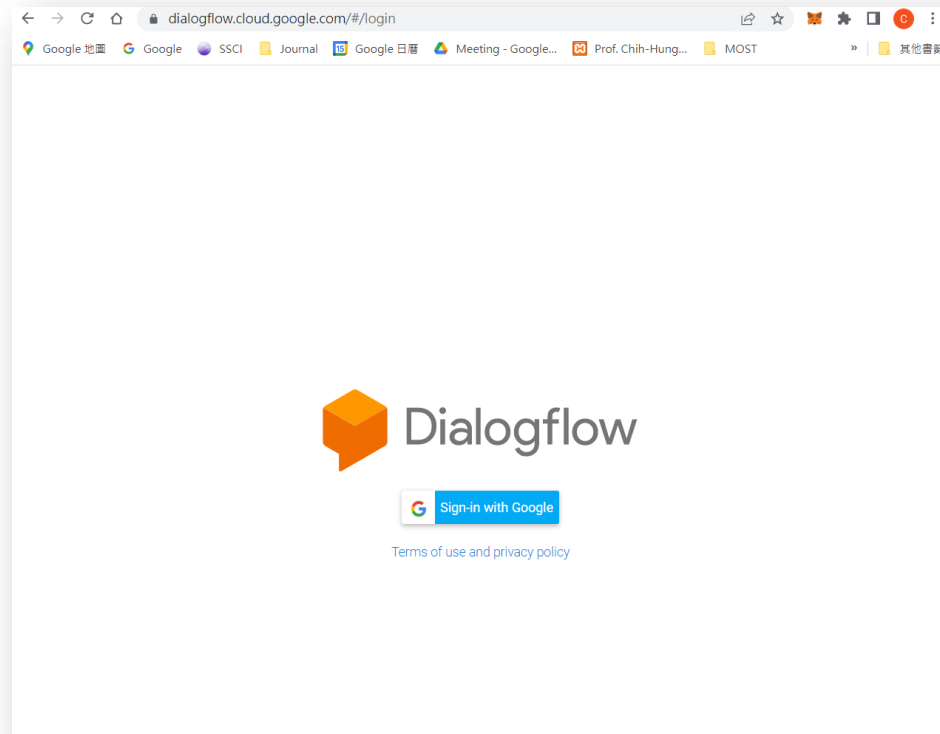 dialogflow.cloud.google.com/#/login
C
Google 地圖 Google SSCI Journal 15 Google 日曆 Meeting - Google... Prof. Chih-Hung... MOST » 其他書籤
Dialogflow
G Sign-in with Google
Terms of use and privacy policy